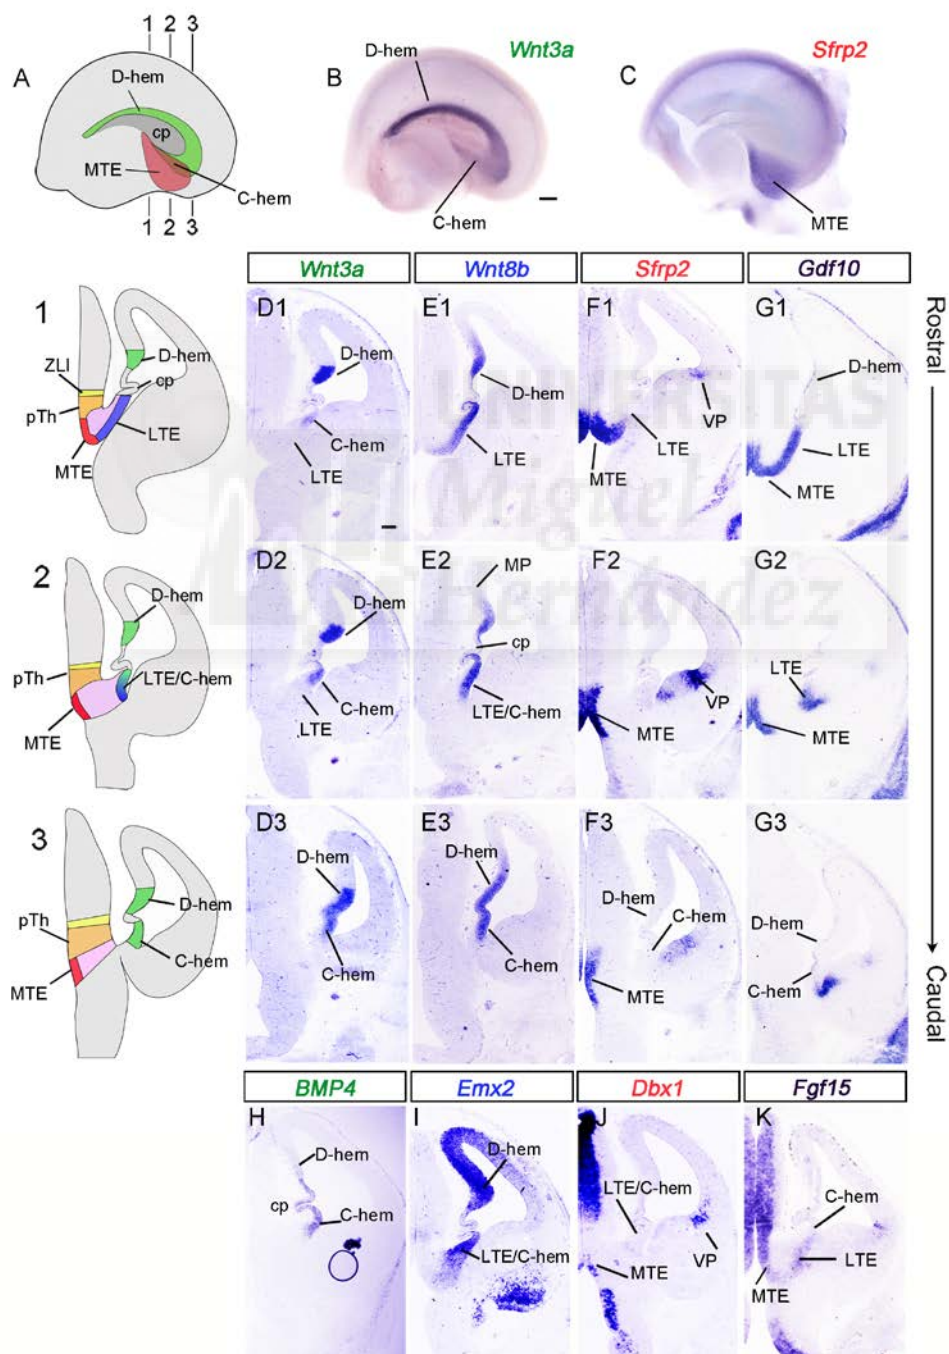 1 2 3
A
D-hem
cp
MTE
C-hem
1 2 3
B
D-hem
Wnt3a
C-hem
C
Sfrp2
MTE
Wnt3a
Wnt8b
Sfrp2
Gdf10
Rostral
Caudal
1
ZLI
pTh
MTE
D-hem
cp
LTE
D1
D-hem
C-hem
LTE
E1
D-hem
LTE
F1
VP
LTE
MTE
G1
D-hem
LTE
MTE
UNIVERSITAS
Miguel
Hernández
2
D-hem
pTh
LTE/C-hem
MTE
D2
D-hem
C-hem
LTE
E2
MP
cp
LTE/C-hem
F2
VP
MTE
G2
LTE
MTE
3
D-hem
pTh
C-hem
MTE
D3
D-hem
C-hem
E3
D-hem
C-hem
F3
D-hem
C-hem
MTE
G3
D-hem
C-hem
BMP4
Emx2
Dbx1
Fgf15
H
D-hem
cp
C-hem
I
D-hem
LTE/C-hem
J
LTE/C-hem
VP
MTE
K
C-hem
LTE
MTE